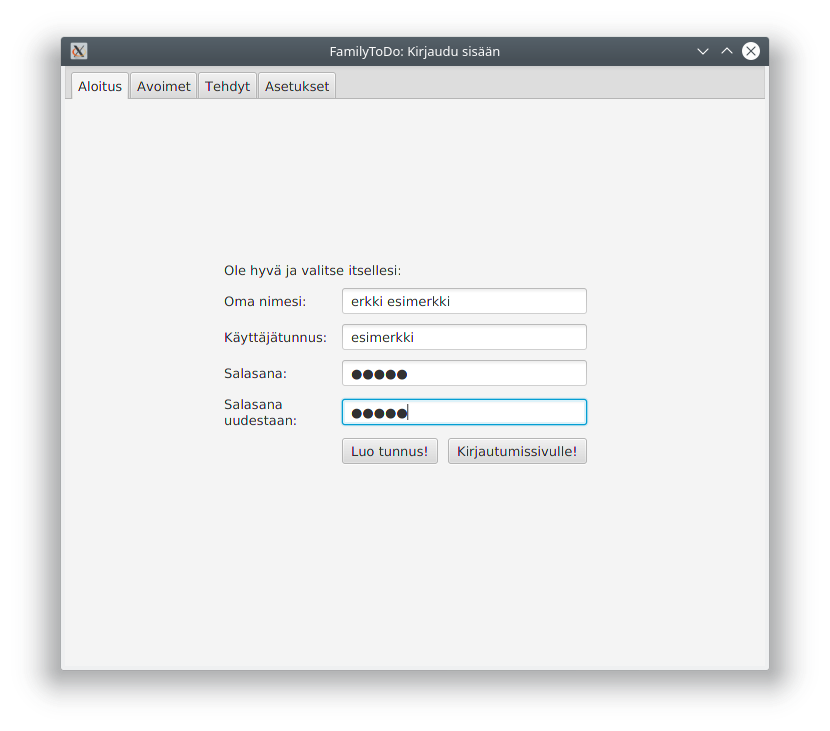 FamilyToDo: Kirjaudu sisään
Aloitus Avoimet Tehdyt Asetukset
Ole hyvä ja valitse itsellesi:
Oma nimesi: erkki esimerkki
Käyttäjätunnus: esimerkki
Salasana: ●●●●●
Salasana
uudestaan: ●●●●●
Luo tunnus! Kirjautumissivulle!